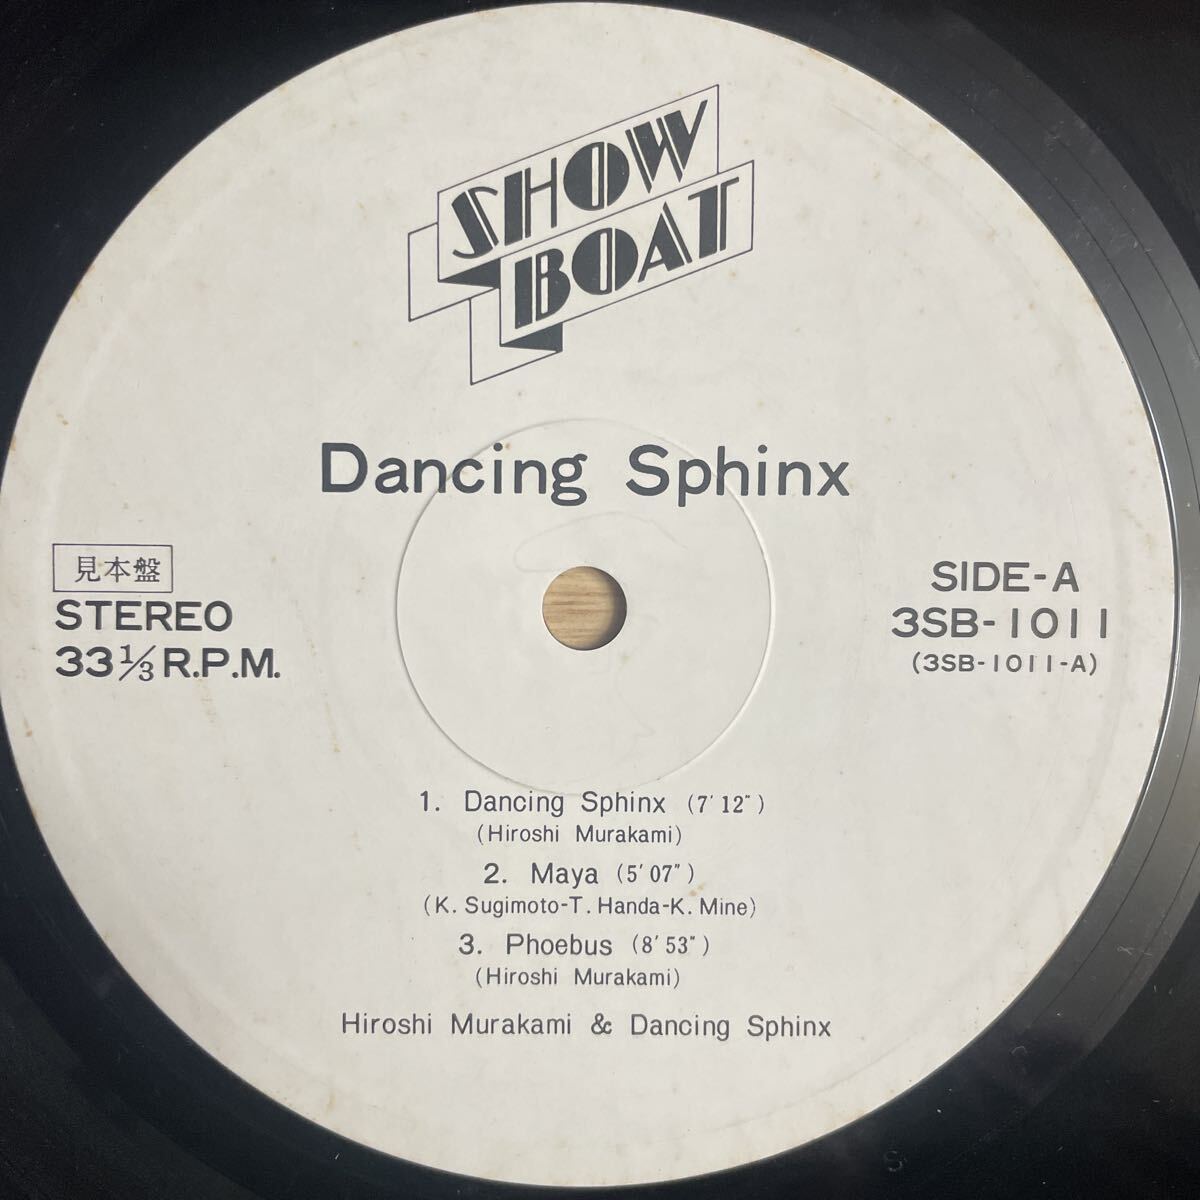 SHOW
BOAT
Dancing Sphinx
見本盤
STEREO
33 1/3 R.P.M.
SIDE-A
3SB-1011
(3SB-1011-A)
1. Dancing Sphinx (7'12")
(Hiroshi Murakami)
2. Maya (5'07")
(K. Sugimoto-T. Handa-K. Mine)
3. Phoebus (8'53")
(Hiroshi Murakami)
Hiroshi Murakami & Dancing Sphinx